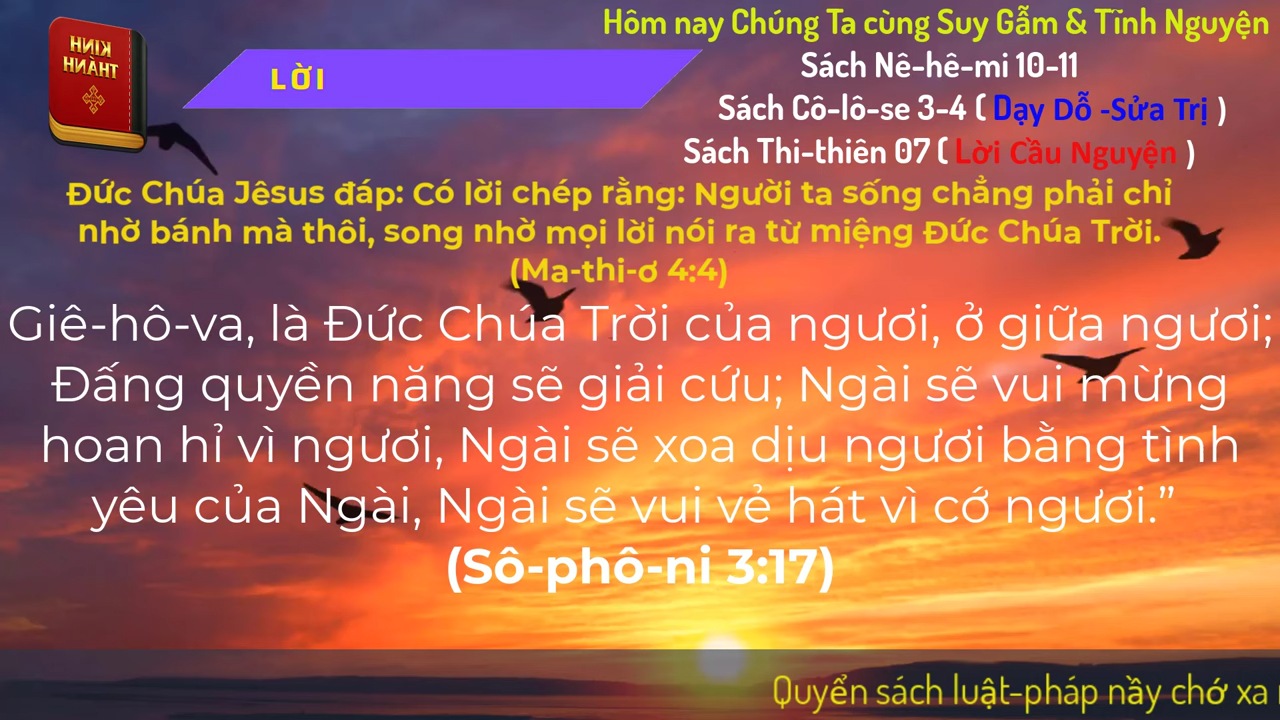 Hôm nay Chúng Ta cùng Suy Gẫm & Tĩnh Nguyện
KINH
THÁNH
LỜI
Sách Nê-hê-mi 10-11
Sách Cô-lô-se 3-4 ( Dạy Dỗ -Sửa Trị )
Sách Thi-thiên 07 ( Lời Cầu Nguyện )
Đức Chúa Jêsus đáp: Có lời chép rằng: Người ta sống chẳng phải chỉ
nhờ bánh mà thôi, song nhờ mọi lời nói ra từ miệng Đức Chúa Trời.
(Ma-thi-ơ 4:4)
Giê-hô-va, là Đức Chúa Trời của ngươi, ở giữa ngươi;
Đấng quyền năng sẽ giải cứu; Ngài sẽ vui mừng
hoan hỉ vì ngươi, Ngài sẽ xoa dịu ngươi bằng tình
yêu của Ngài, Ngài sẽ vui vẻ hát vì cớ ngươi.”
(Sô-phô-ni 3:17)
Quyển sách luật-pháp nầy chớ xa